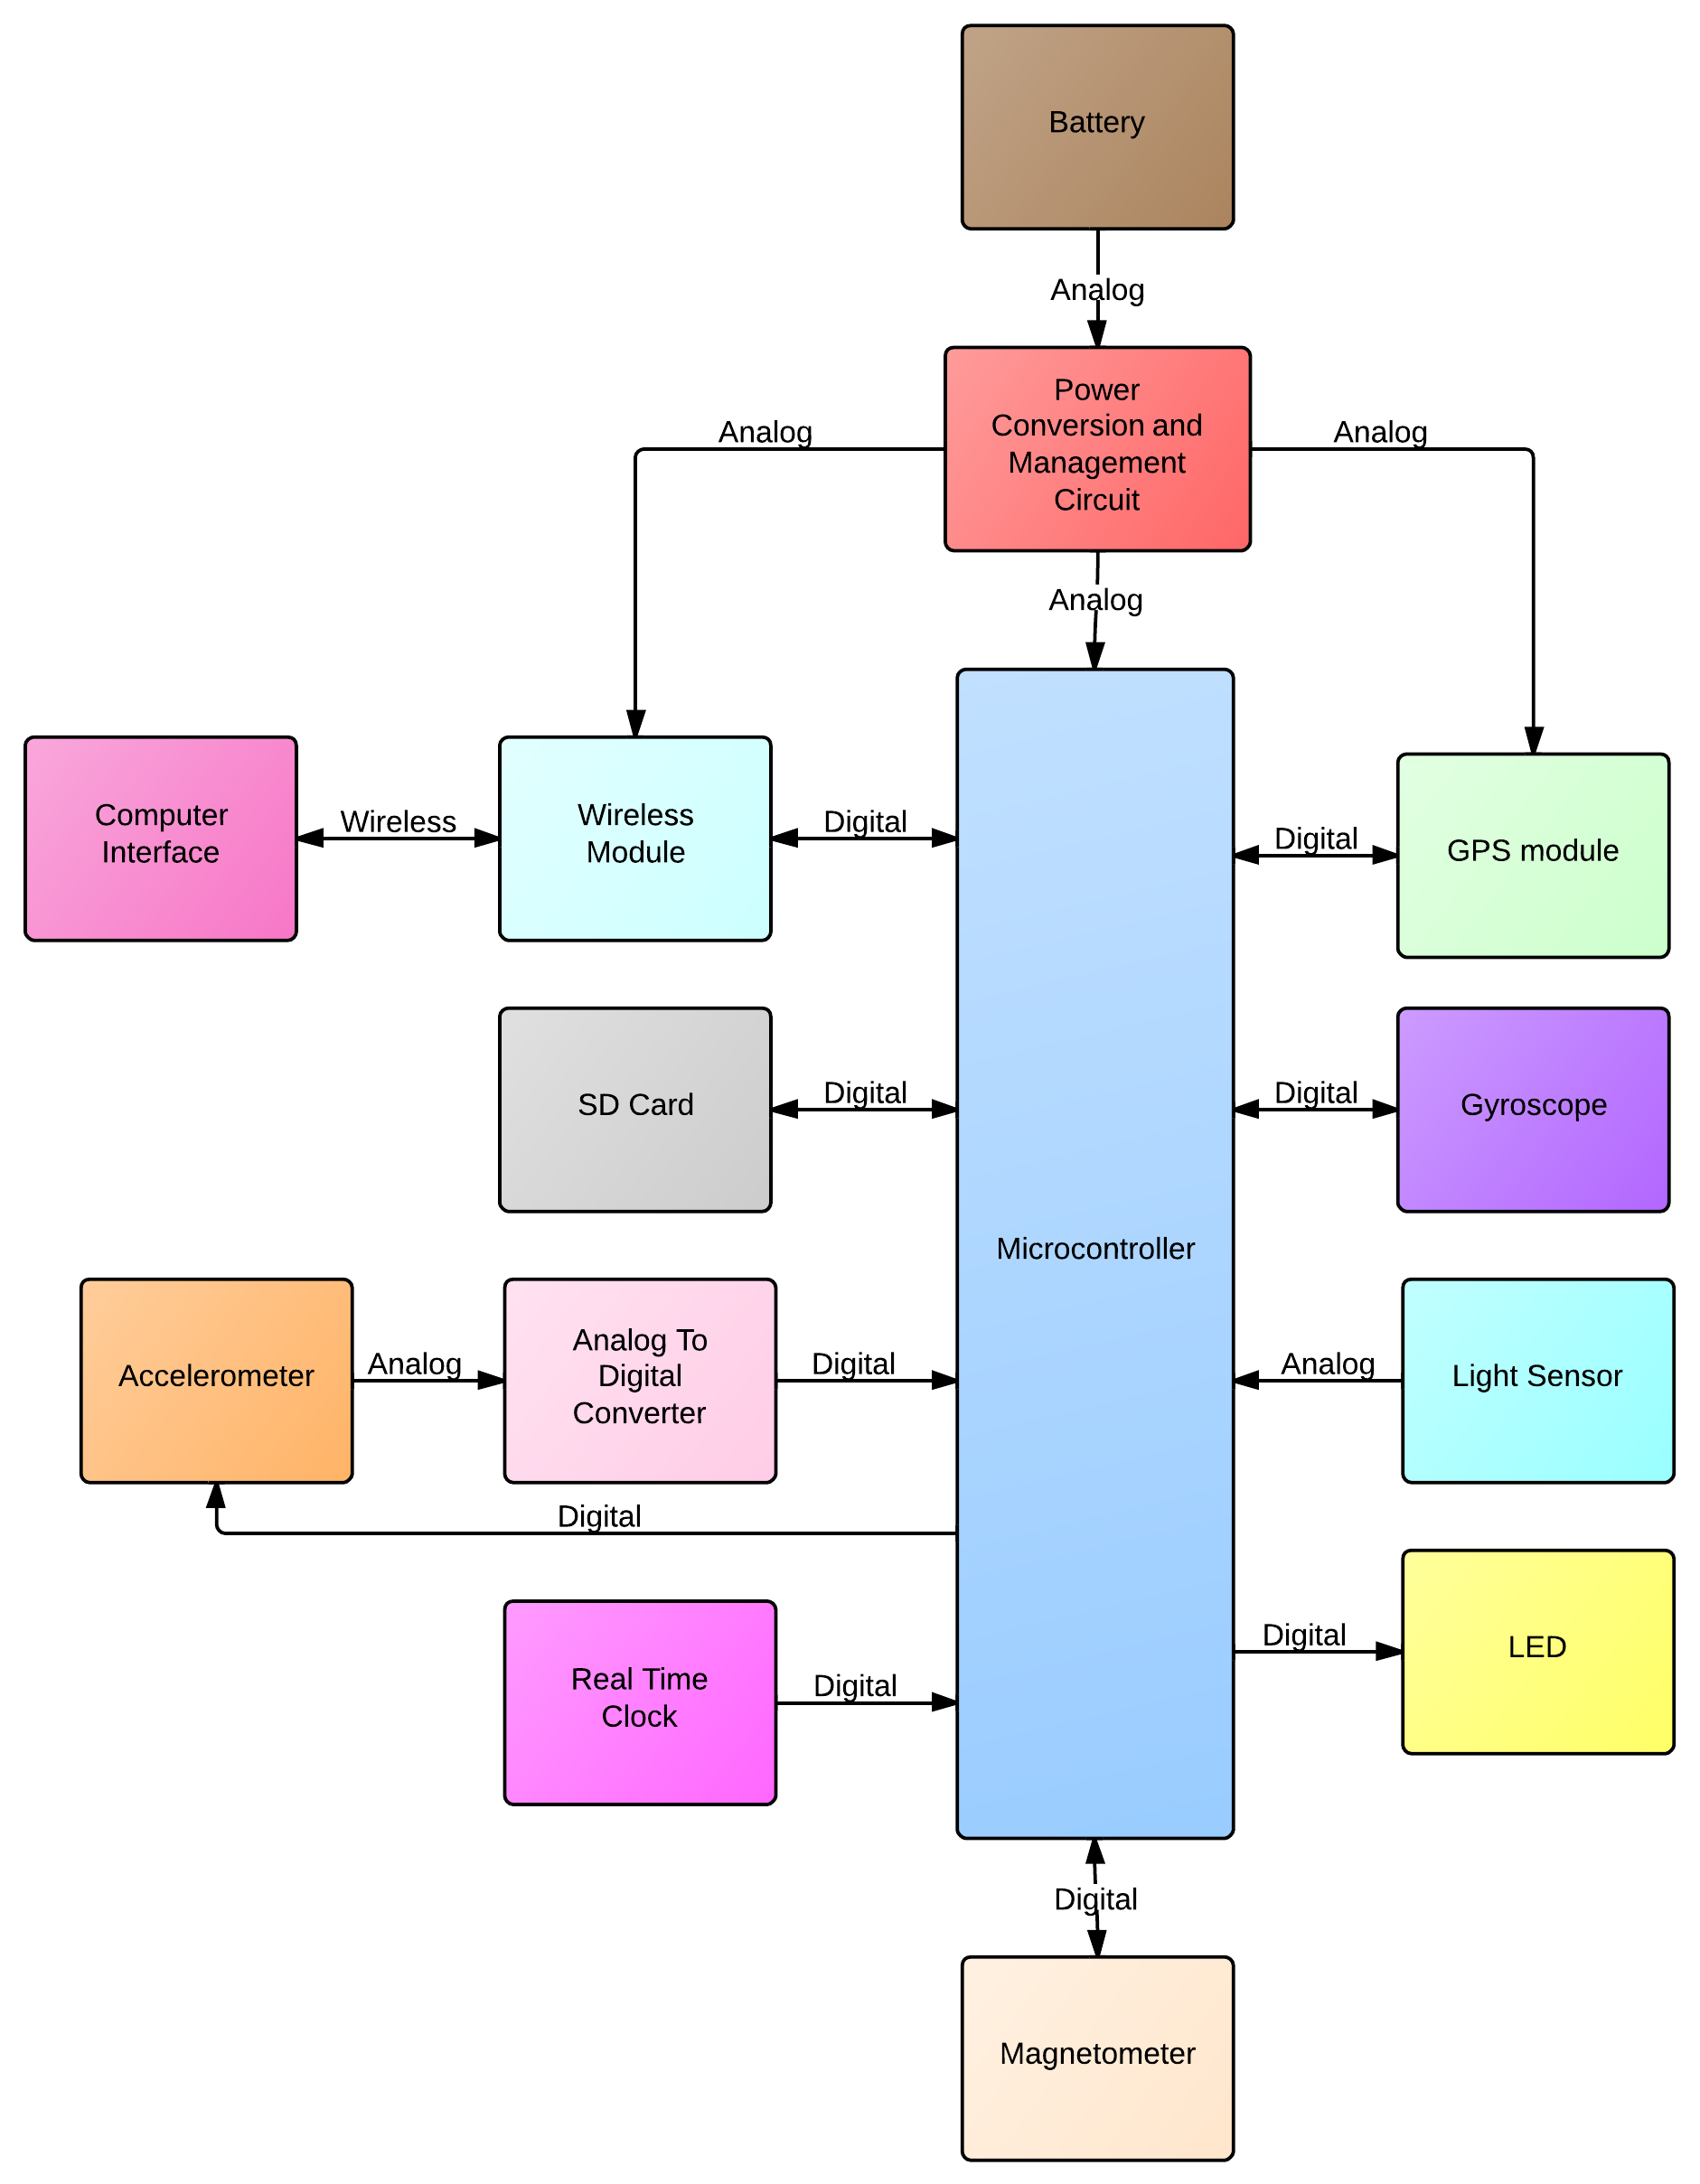 Battery
Analog
Power
Conversion and
Management
Circuit
Analog
Analog
Analog
Computer
Interface
Wireless
Wireless
Module
Digital
Digital
GPS module
SD Card
Digital
Microcontroller
Digital
Gyroscope
Accelerometer
Analog
Analog To
Digital
Converter
Digital
Analog
Light Sensor
Digital
Real Time
Clock
Digital
Digital
LED
Digital
Magnetometer